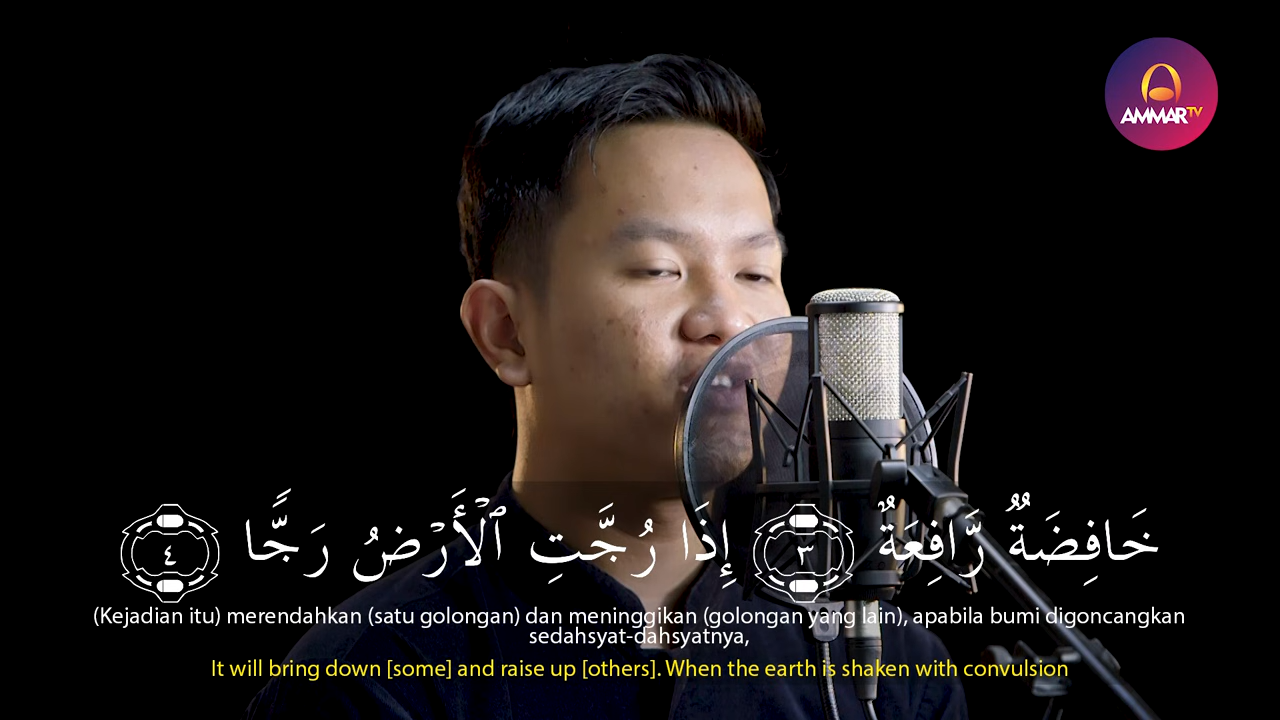 AMMAR TV
خَافِضَةٌ رَّافِعَةٌ ٣ إِذَا رُجَّتِ ٱلْأَرْضُ رَجًّا ٤
(Kejadian itu) merendahkan (satu golongan) dan meninggikan (golongan yang lain), apabila bumi digoncangkan
sedahsyat-dahsyatnya,
It will bring down [some] and raise up [others]. When the earth is shaken with convulsion